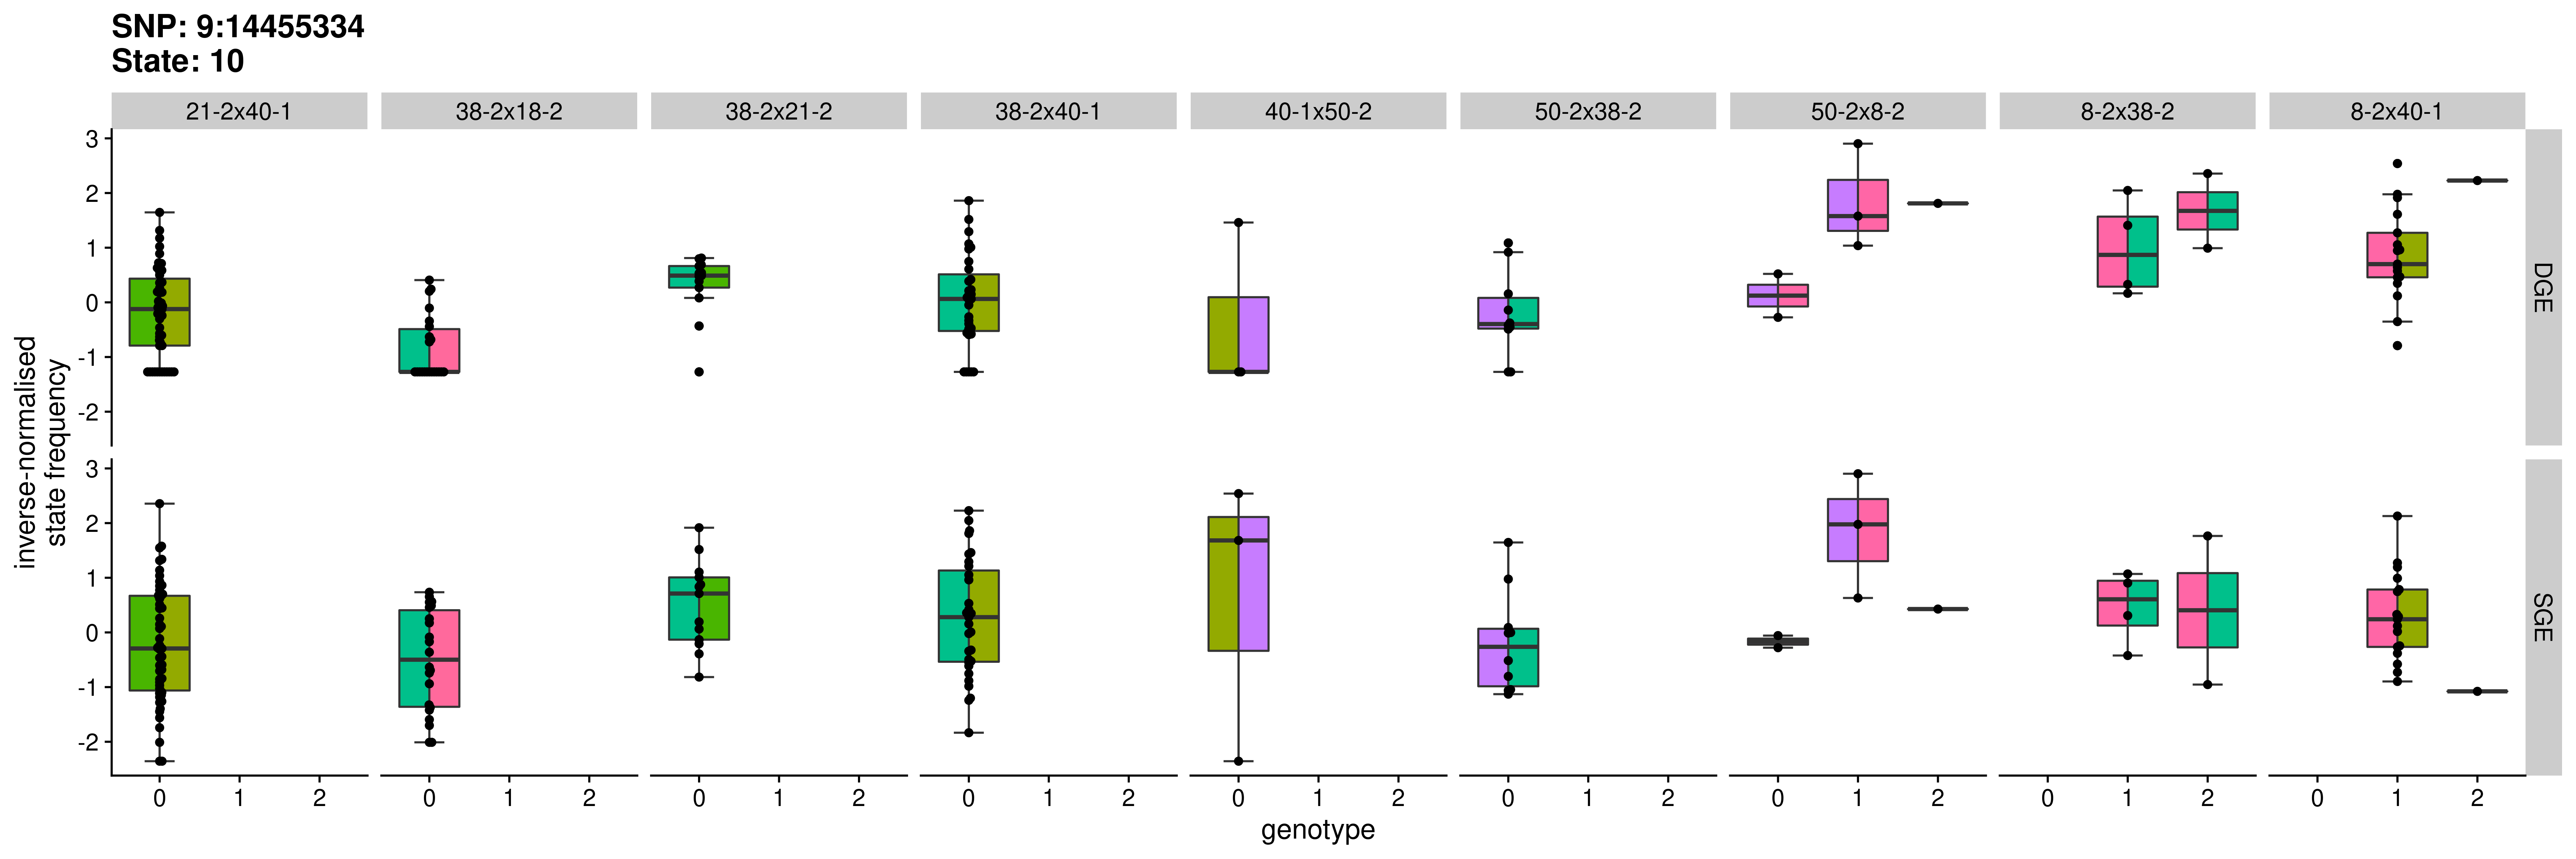 SNP: 9:14455334
State: 10
21-2x40-1 38-2x18-2 38-2x21-2 38-2x40-1 40-1x50-2 50-2x38-2 50-2x8-2 8-2x38-2 8-2x40-1
3
2
1
0
-1
-2
DGE
3
2
1
0
-1
-2
SGE
inverse-normalised
state frequency
0 1 2 0 1 2 0 1 2 0 1 2 0 1 2 0 1 2 0 1 2 0 1 2 0 1 2
genotype